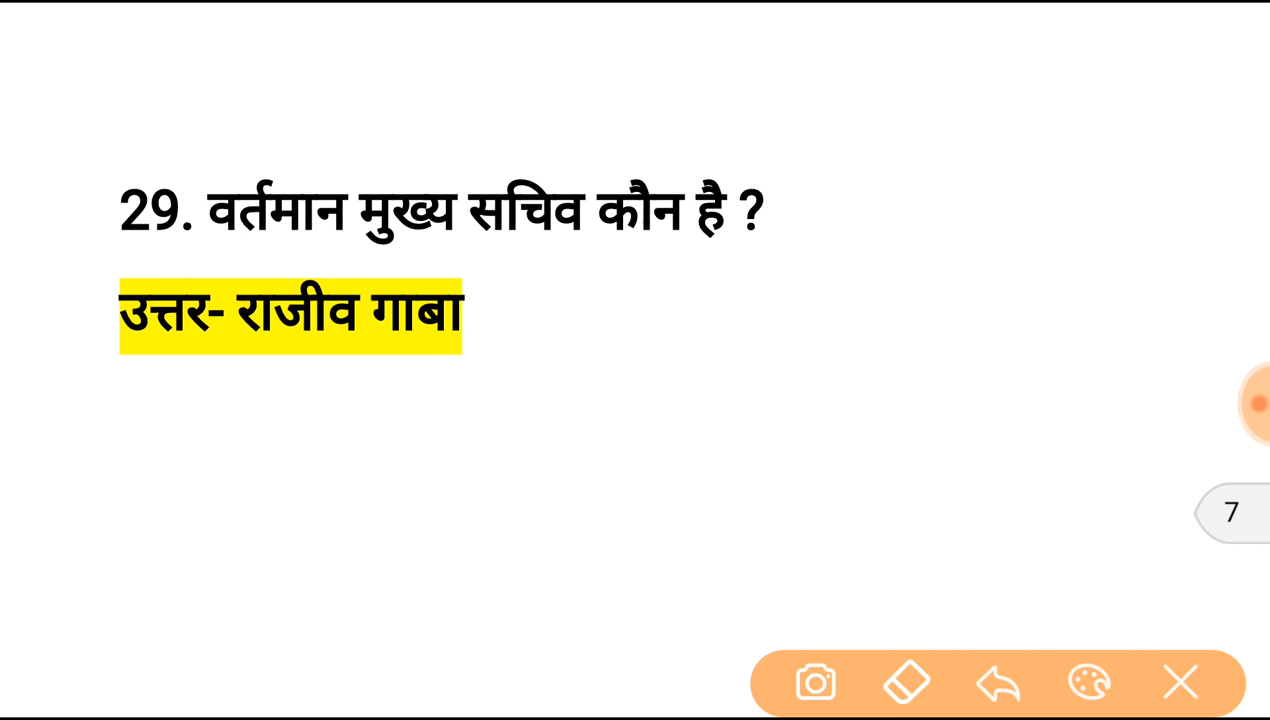 29. वर्तमान मुख्य सचिव कौन है ?
उत्तर- राजीव गाबा
7